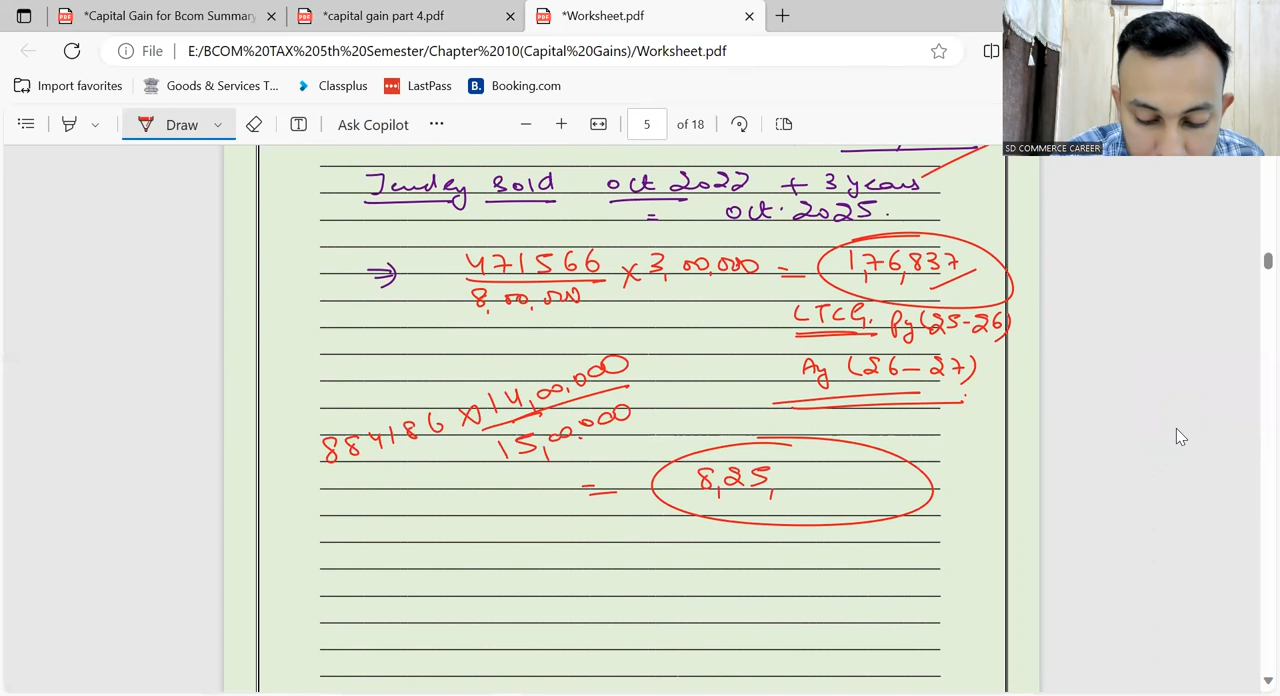 *Capital Gain for Bcom Summary
*capital gain part 4.pdf
*Worksheet.pdf
File
E:/BCOM%20TAX%205th%20Semester/Chapter%2010(Capital%20Gains)/Worksheet.pdf
Import favorites
Goods & Services T...
Classplus
LastPass
B. Booking.com
Draw
Ask Copilot
5 of 18
SD COMMERCE CAREER
sold oct 2022 + 3 years
= oct. 2025.
⇒ 471566 / 8,00,000 × 3,00,000 = 1,76,837
LTCG. Py (25-26)
Ay (26-27)
884186 × 14,00,000 / 15,00,000
= 8,25,